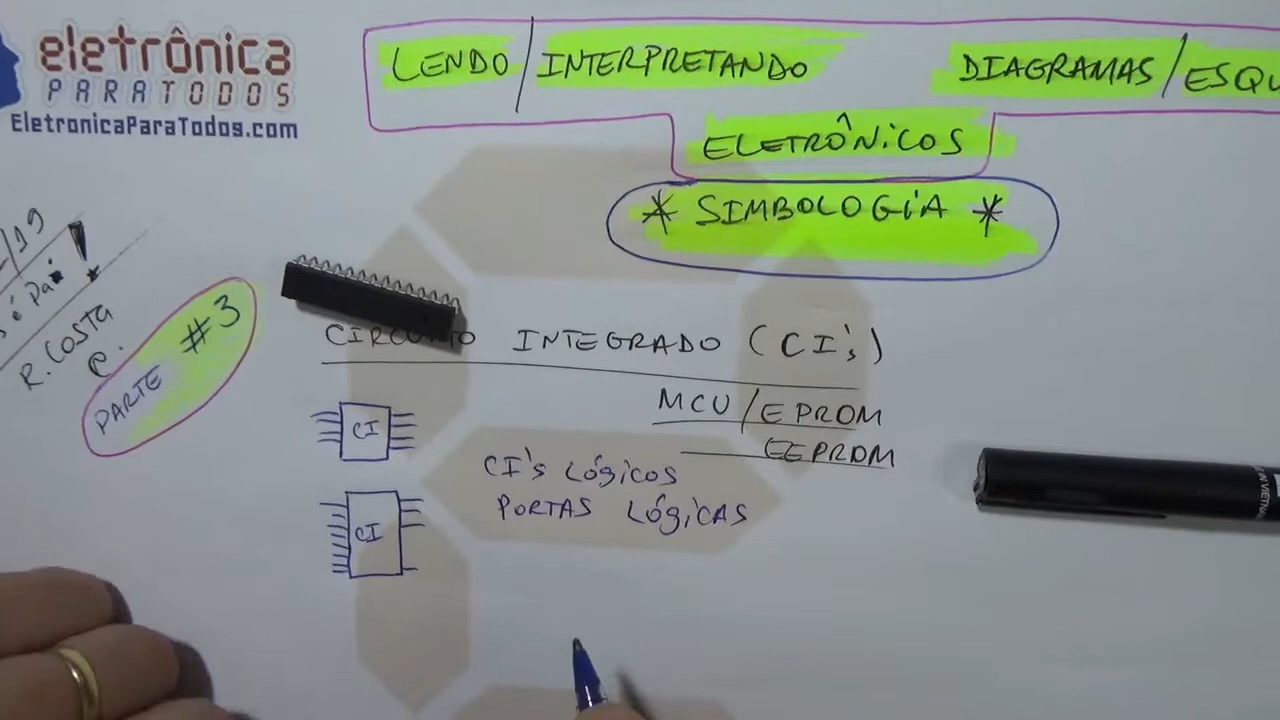 eletrônica
PARATODOS
EletronicaParaTodos.com
LENDO/INTERPRETANDO DIAGRAMAS/ESQU
ELETRÔNICOS
* SIMBOLOGIA *
/19
R. COSTA
C.
PARTE #3
INTEGRADO (CI's)
MCU/EPROM
EEPROM
CI
CI's LÓGICOS
PORTAS LÓGICAS
CI